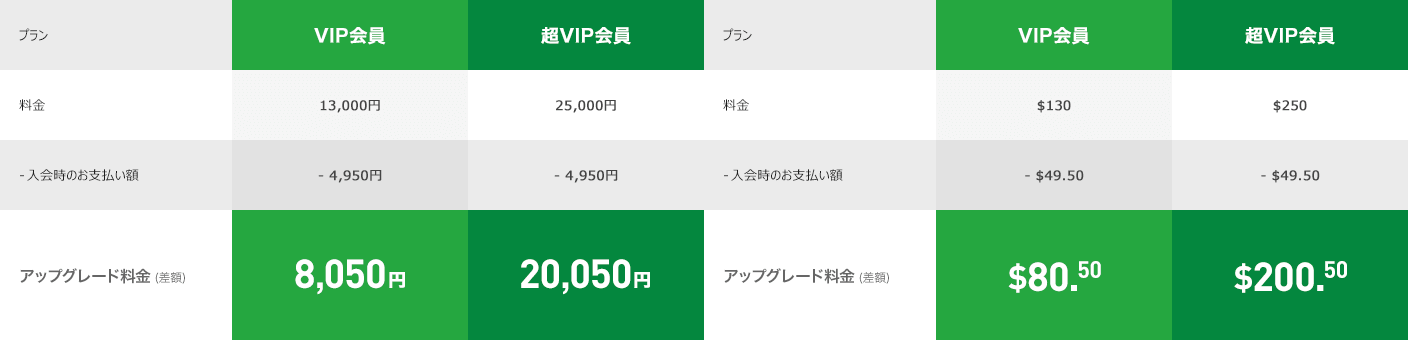 プラン VIP会員 超VIP会員
料金 13,000円 25,000円
- 入会時のお支払い額 - 4,950円 - 4,950円
アップグレード料金 (差額) 8,050円 20,050円
プラン VIP会員 超VIP会員
料金 $130 $250
- 入会時のお支払い額 - $49.50 - $49.50
アップグレード料金 (差額) $80.50 $200.50